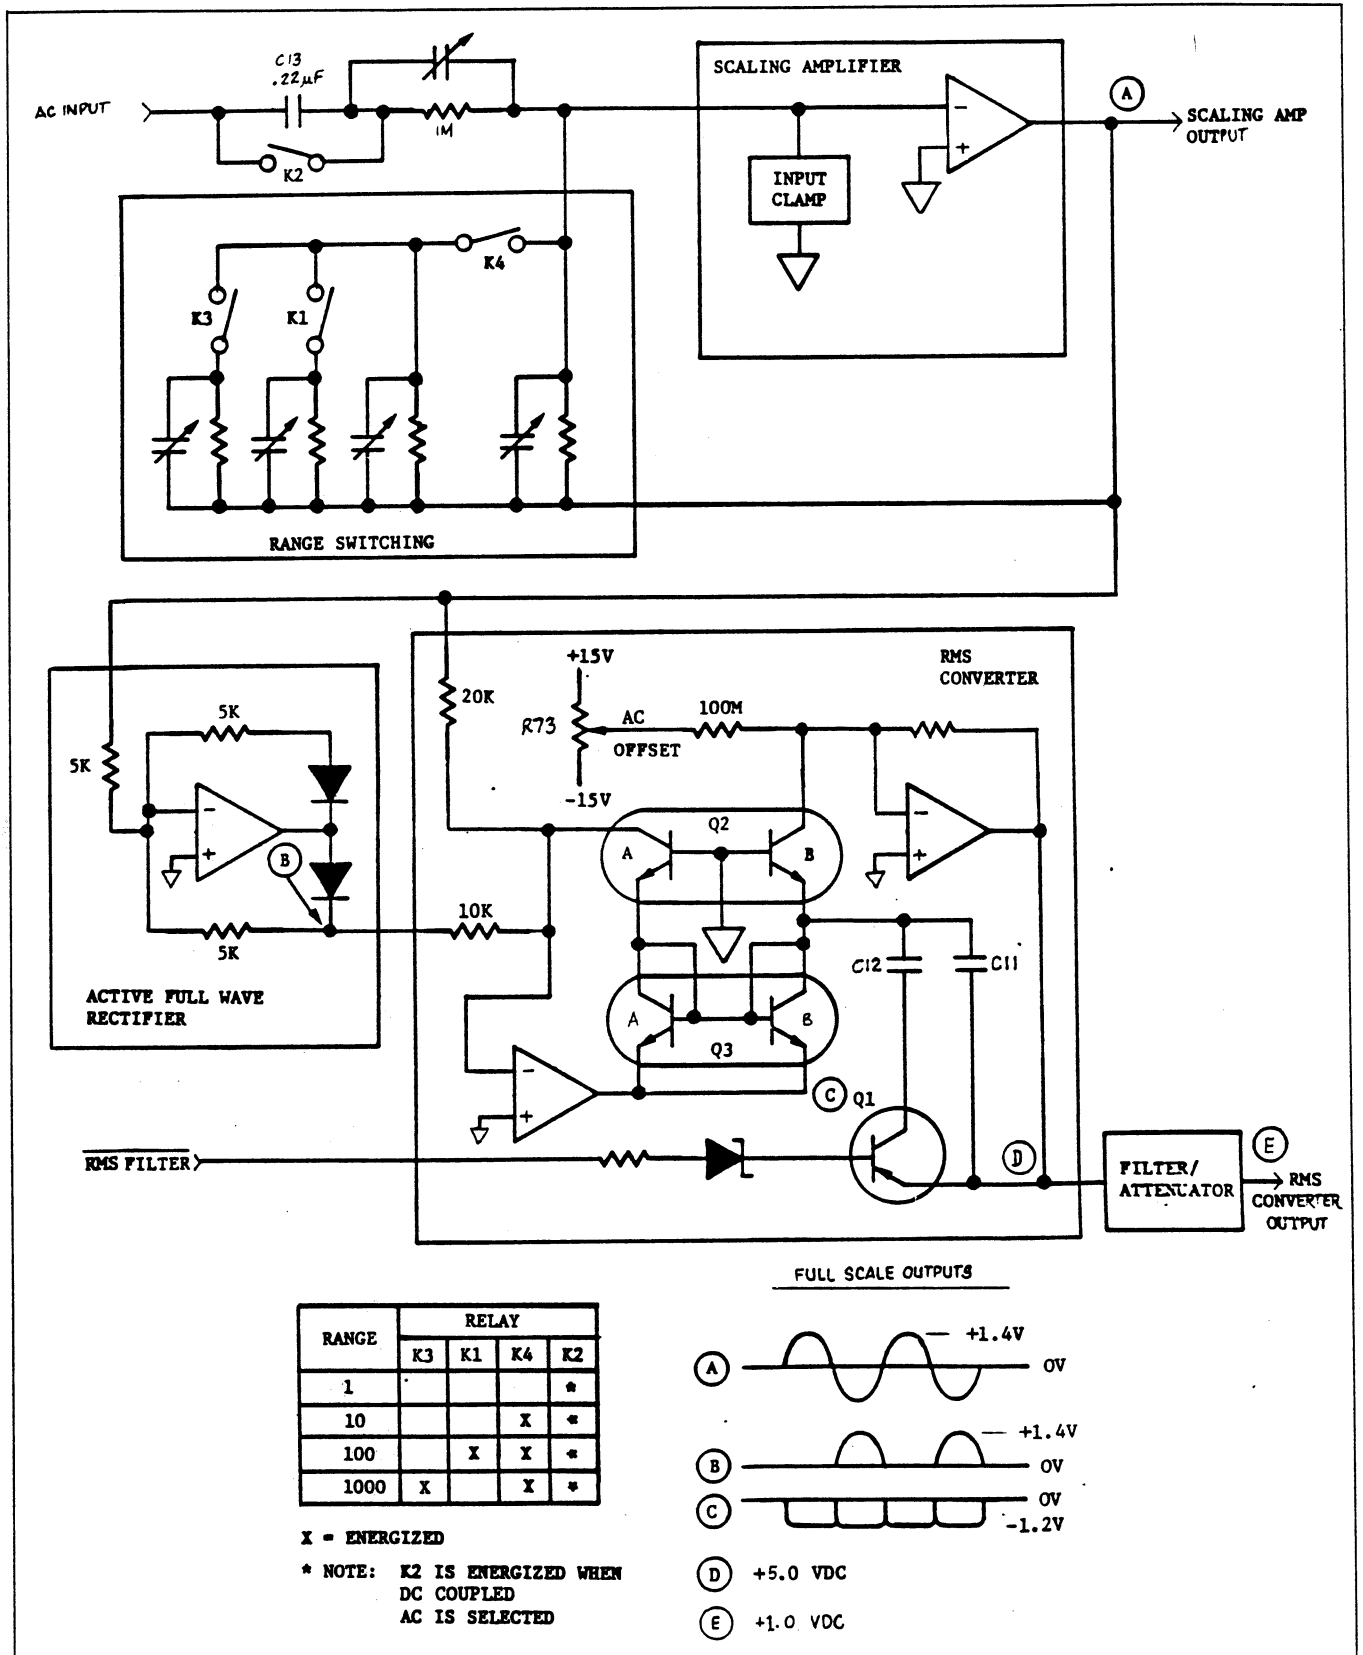 C13
.22µF
AC INPUT
1M
K2
SCALING AMPLIFIER
−
+
INPUT
CLAMP
A
SCALING AMP
OUTPUT
K4
K3
K1
RANGE SWITCHING
+15V
RMS
CONVERTER
20K
R73
AC
OFFSET
100M
-15V
5K
5K
−
+
B
5K
10K
ACTIVE FULL WAVE
RECTIFIER
Q2
A
B
−
+
C12
C11
A
B
Q3
−
+
C
Q1
D
RMS FILTER
FILTER/
ATTENUATOR
E
RMS
CONVERTER
OUTPUT
FULL SCALE OUTPUTS
RANGE
RELAY
K3 K1 K4 K2
1 *
10 X *
100 X X *
1000 X X *
X = ENERGIZED
* NOTE: K2 IS ENERGIZED WHEN
DC COUPLED
AC IS SELECTED
A
+1.4V
0V
B
+1.4V
0V
C
0V
-1.2V
D +5.0 VDC
E +1.0 VDC